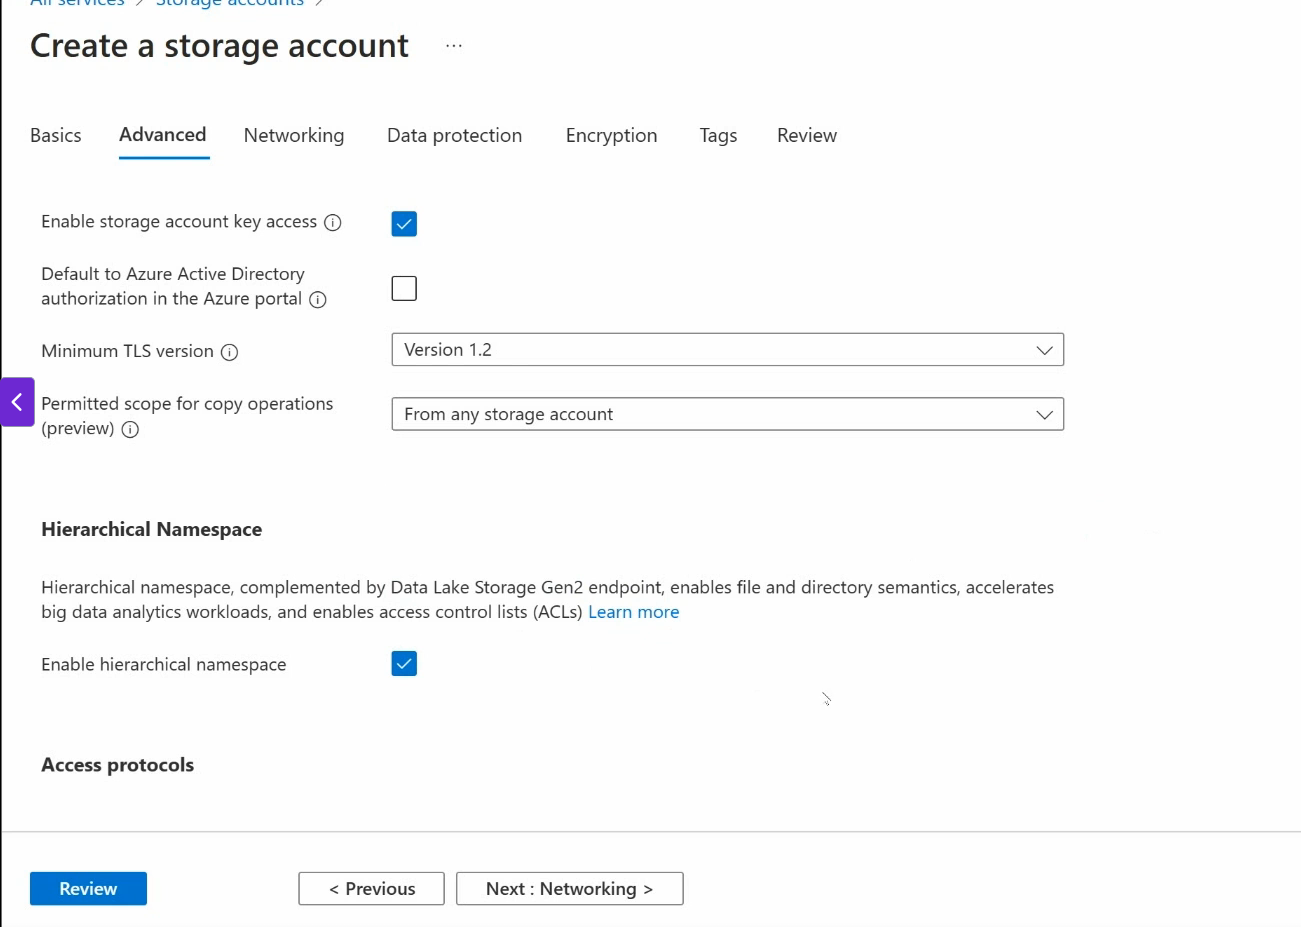 All services > Storage accounts >
Create a storage account ...
Basics Advanced Networking Data protection Encryption Tags Review
Enable storage account key access
Default to Azure Active Directory
authorization in the Azure portal
Minimum TLS version
Version 1.2
Permitted scope for copy operations
(preview)
From any storage account
Hierarchical Namespace
Hierarchical namespace, complemented by Data Lake Storage Gen2 endpoint, enables file and directory semantics, accelerates
big data analytics workloads, and enables access control lists (ACLs) Learn more
Enable hierarchical namespace
Access protocols
Review < Previous Next : Networking >